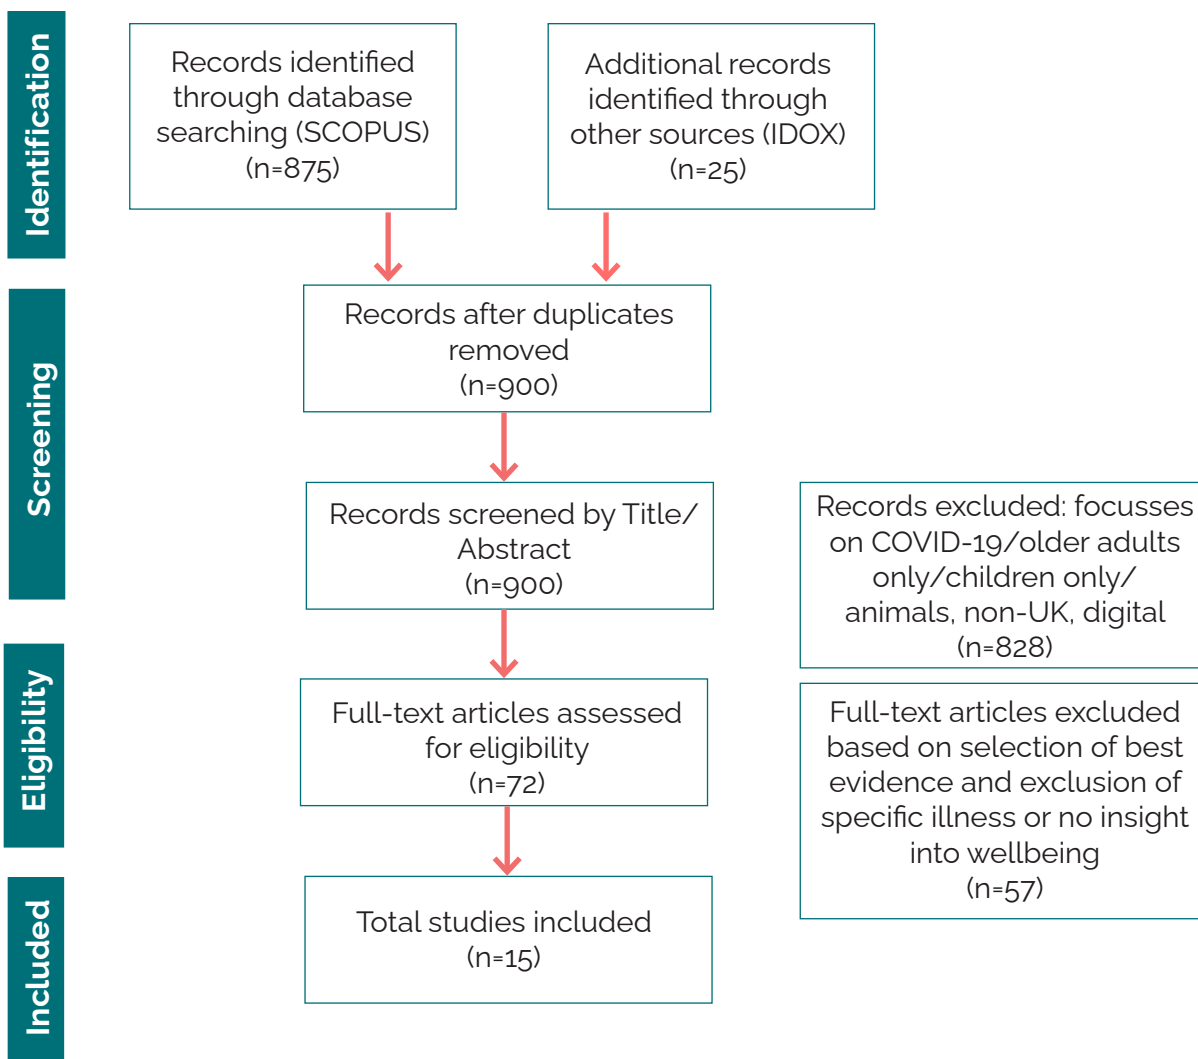 Identification
Records identified
through database
searching (SCOPUS)
(n=875)
Additional records
identified through
other sources (IDOX)
(n=25)
Screening
Records after duplicates
removed
(n=900)
Records screened by Title/
Abstract
(n=900)
Records excluded: focusses
on COVID-19/older adults
only/children only/
animals, non-UK, digital
(n=828)
Eligibility
Full-text articles assessed
for eligibility
(n=72)
Full-text articles excluded
based on selection of best
evidence and exclusion of
specific illness or no insight
into wellbeing
(n=57)
Included
Total studies included
(n=15)